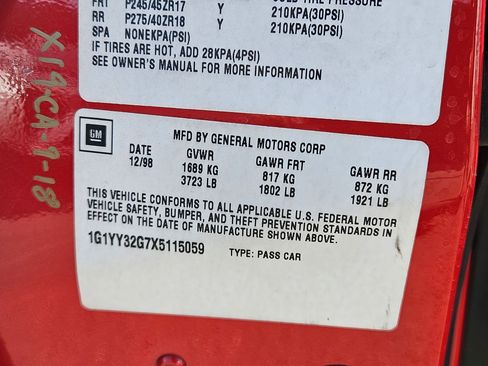 FRT P245/45ZR17 Y 210KPA(30PSI)
RR P275/40ZR18 Y 210KPA(30PSI)
SPA NONEKPA(PSI)
IF TIRES ARE HOT, ADD 28KPA(4PSI)
SEE OWNER'S MANUAL FOR MORE INFORMATION
X19-CA-9-18
GM
MFD BY GENERAL MOTORS CORP
DATE GVWR GAWR FRT GAWR RR
12/98 1689 KG 817 KG 872 KG
3723 LB 1802 LB 1921 LB
THIS VEHICLE CONFORMS TO ALL APPLICABLE U.S. FEDERAL MOTOR
VEHICLE SAFETY, BUMPER, AND THEFT PREVENTION STANDARDS IN
EFFECT ON THE DATE OF MANUFACTURE SHOWN ABOVE.
1G1YY32G7X5115059 TYPE: PASS CAR